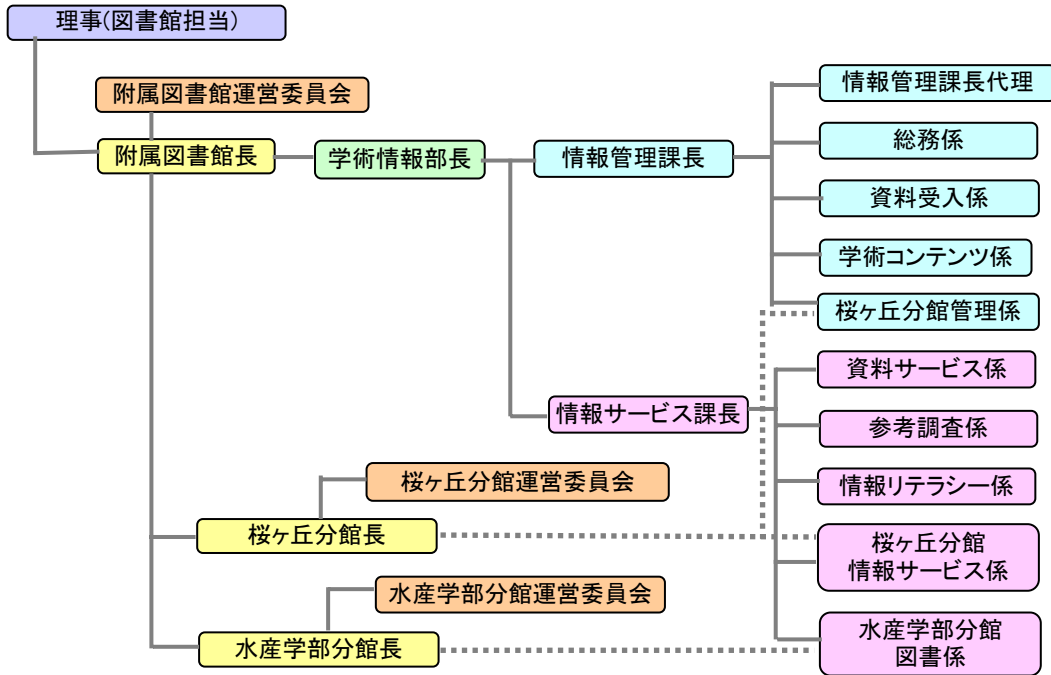 理事(図書館担当)
附属図書館運営委員会
附属図書館長
学術情報部長
情報管理課長
情報管理課長代理
総務係
資料受入係
学術コンテンツ係
桜ヶ丘分館管理係
情報サービス課長
資料サービス係
参考調査係
情報リテラシー係
桜ヶ丘分館
情報サービス係
水産学部分館
図書係
桜ヶ丘分館運営委員会
桜ヶ丘分館長
水産学部分館運営委員会
水産学部分館長